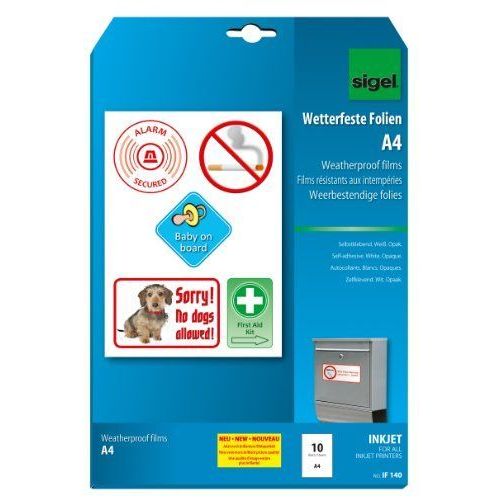 sigel
Wetterfeste Folien
A4
Weatherproof films
Films résistants aux intempéries
Weerbestendige folies
ALARM
SECURED
Baby on
board
Selbstklebend, Weiß, Opak
Self-adhesive, White, Opaque
Autocollants, Blancs, Opaques
Zelfklevend, Wit, Opaak
Sorry!
No dogs
allowed!
First Aid
Kit
Weatherproof films
A4
NEU • NEW • NOUVEAU
10
A4
INKJET
FOR ALL
INKJET PRINTERS
No. IF 140